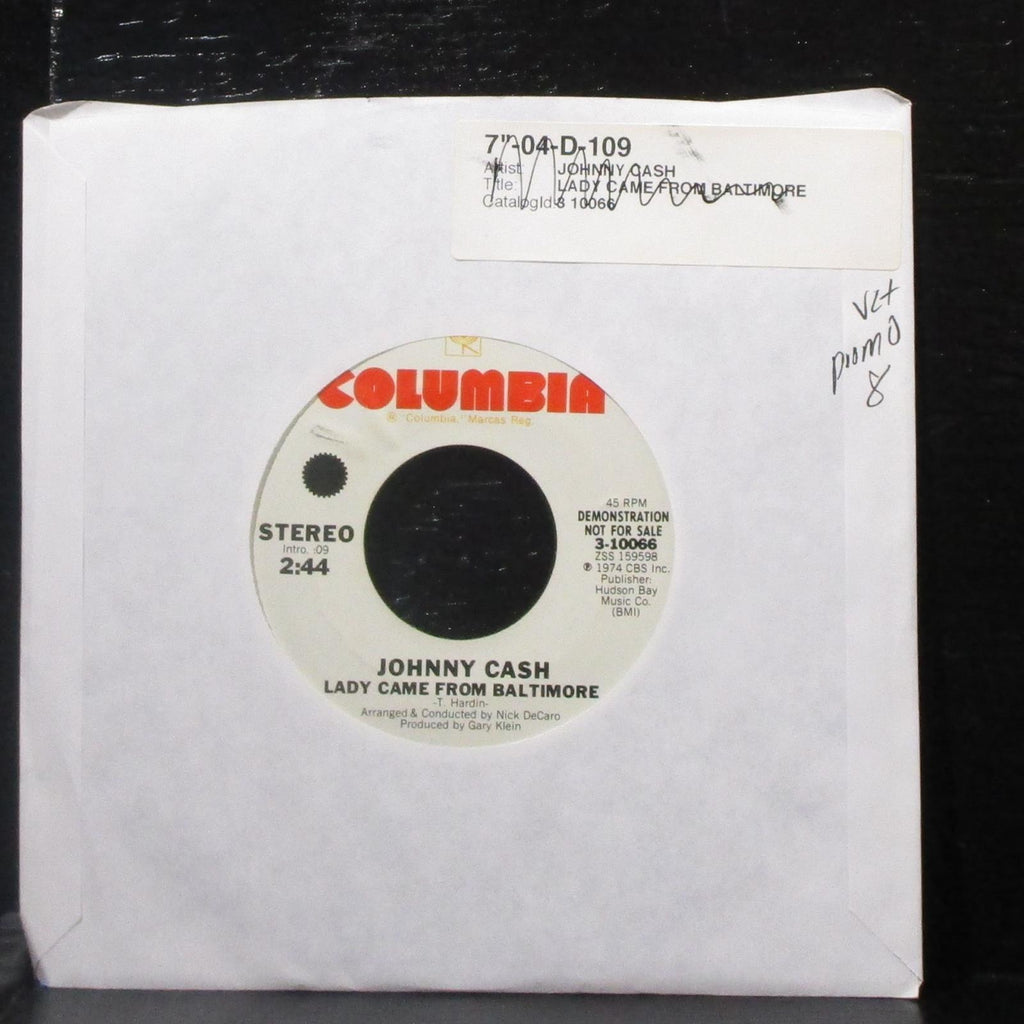 7"-04-D-109
Artist: JOHNNY CASH
Title: LADY CAME FROM BALTIMORE
CatalogId: 3 10066
promo
8
COLUMBIA
® "Columbia," Marcas Reg.
STEREO
Intro. :09
2:44
45 RPM
DEMONSTRATION
NOT FOR SALE
3-10066
ZSS 159598
℗ 1974 CBS Inc.
Publisher:
Hudson Bay
Music Co.
(BMI)
JOHNNY CASH
LADY CAME FROM BALTIMORE
-T. Hardin-
Arranged & Conducted by Nick DeCaro
Produced by Gary Klein